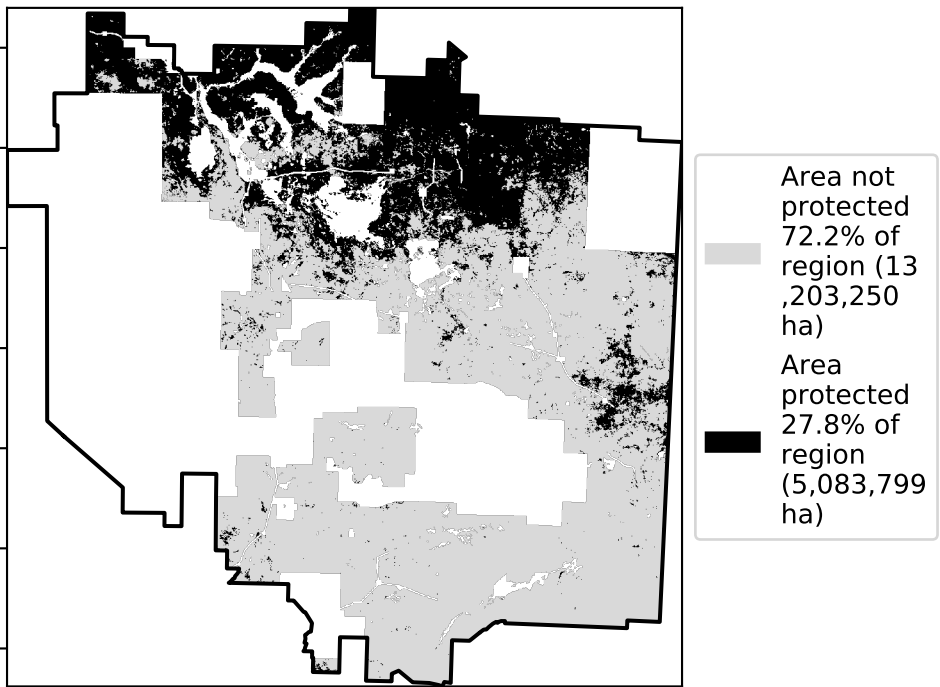 Area not
protected
72.2% of
region (13
,203,250
ha)
Area
protected
27.8% of
region
(5,083,799
ha)